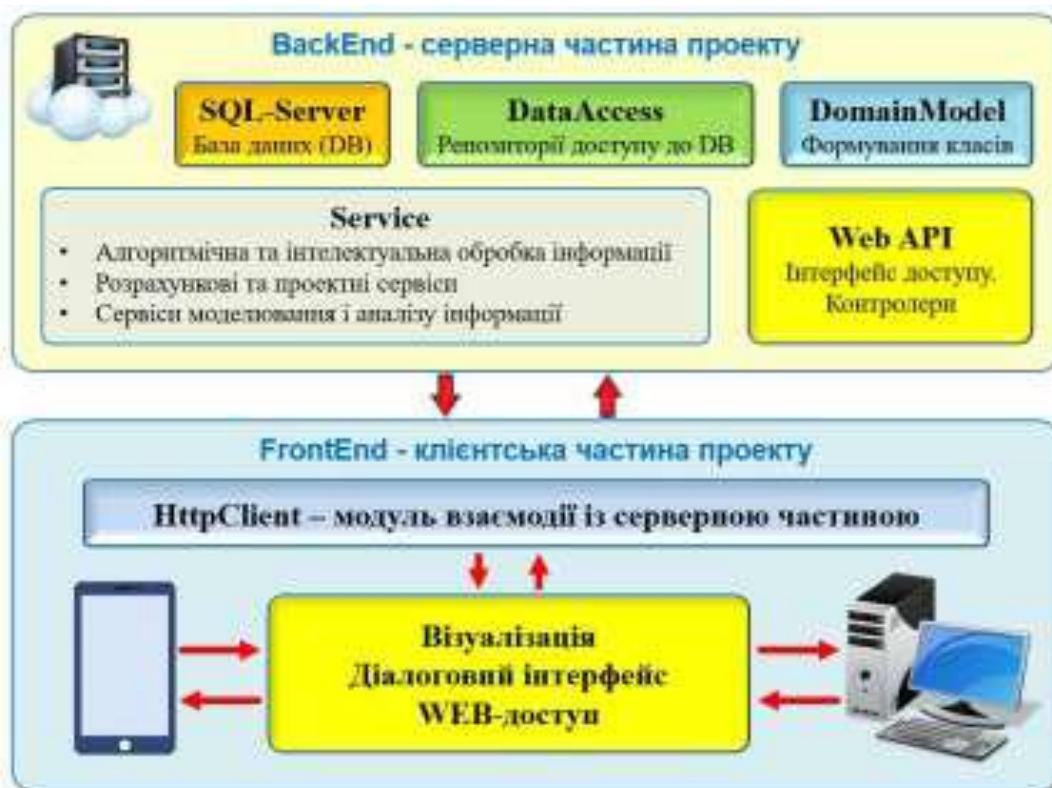 BackEnd - серверна частина проекту
SQL-Server
База даних (DB)
DataAccess
Репозиторії доступу до DB
DomainModel
Формування класів
Service
• Алгоритмічна та інтелектуальна обробка інформації
• Розрахункові та проектні сервіси
• Сервіси моделювання і аналізу інформації
Web API
Інтерфейс доступу.
Контролери
FrontEnd - клієнтська частина проекту
HttpClient – модуль взаємодії із серверною частиною
Візуалізація
Діалоговий інтерфейс
WEB-доступ